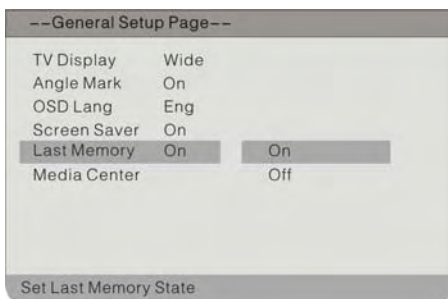 --General Setup Page--
TV Display Wide
Angle Mark On
OSD Lang Eng
Screen Saver On
Last Memory On On
Media Center Off
Set Last Memory State